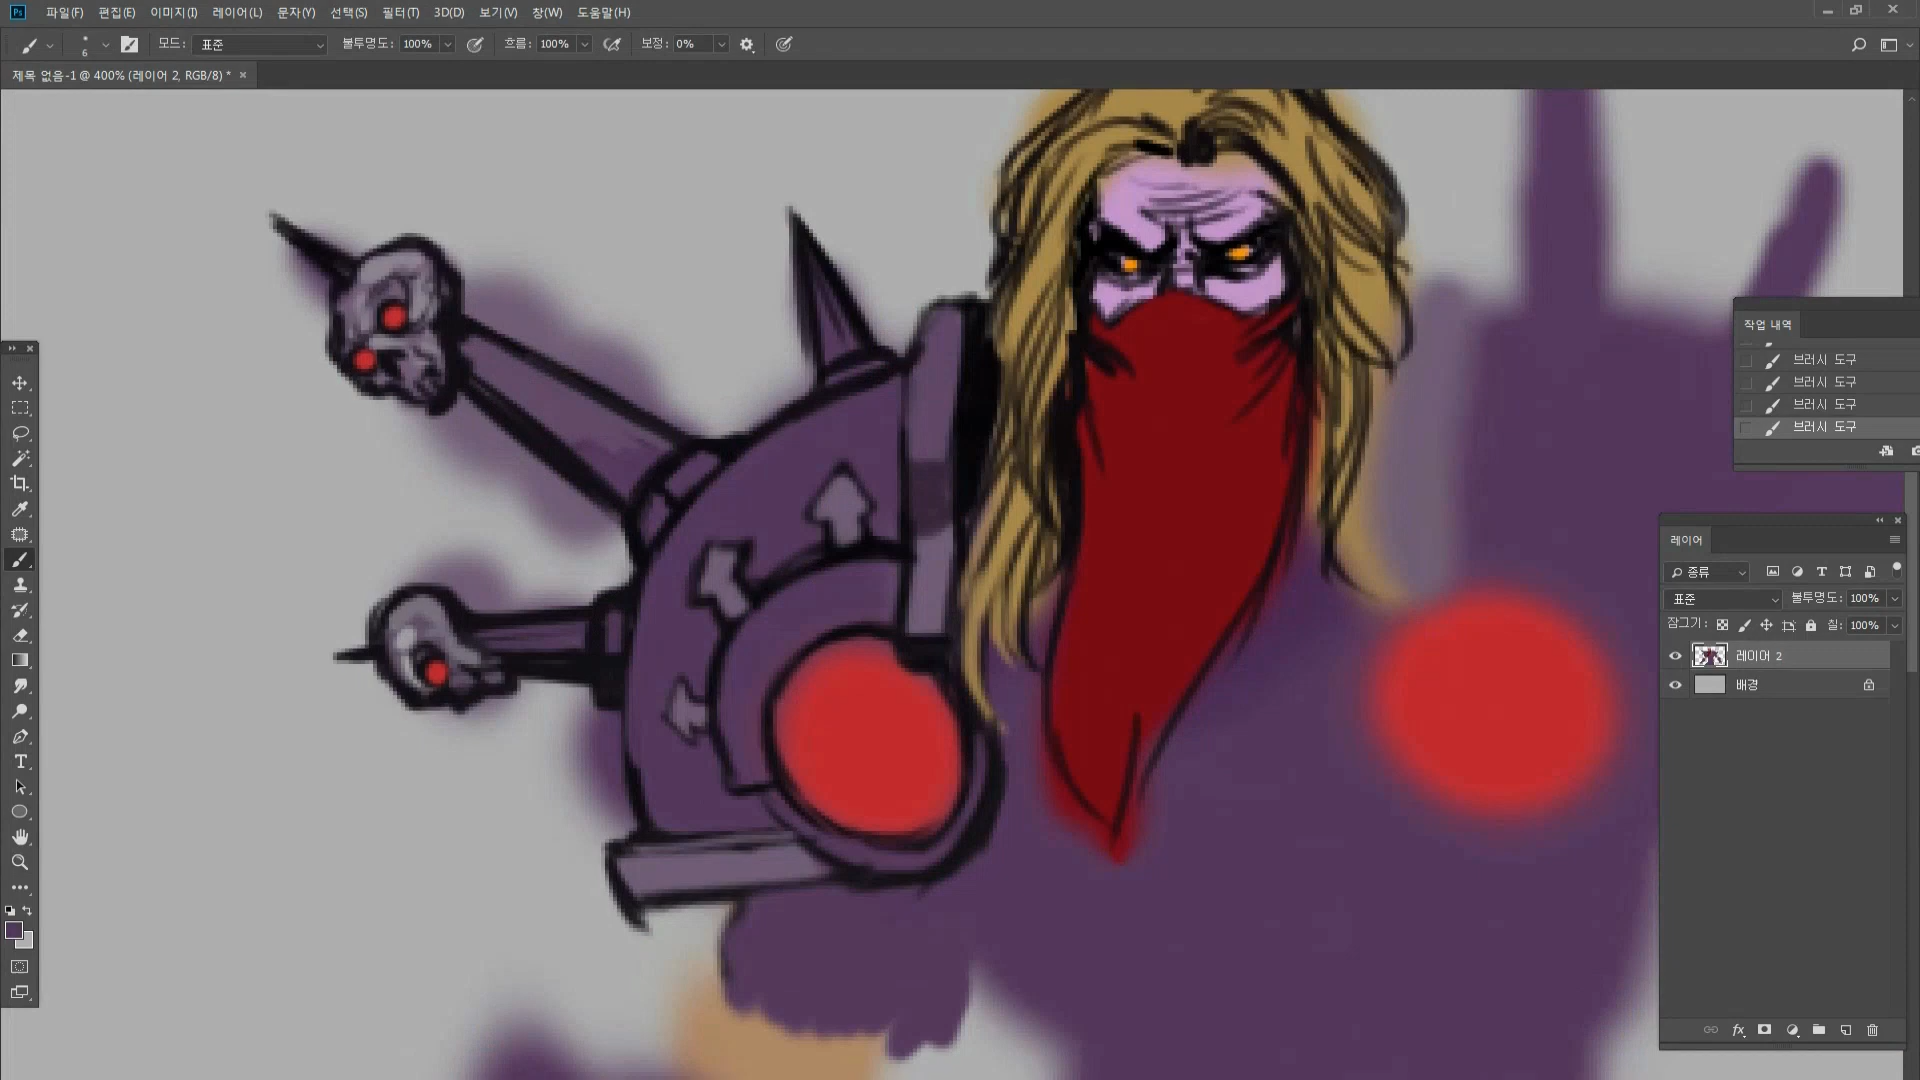 Ps 파일(F) 편집(E) 이미지(I) 레이어(L) 문자(Y) 선택(S) 필터(T) 3D(D) 보기(V) 창(W) 도움말(H)
6 모드: 표준 불투명도: 100% 흐름: 100% 보정: 0%
제목 없음-1 @ 400% (레이어 2, RGB/8) *
작업 내역
브러시 도구
브러시 도구
브러시 도구
브러시 도구
레이어
종류
표준 불투명도: 100%
잠그기: 칠: 100%
레이어 2
배경
fx